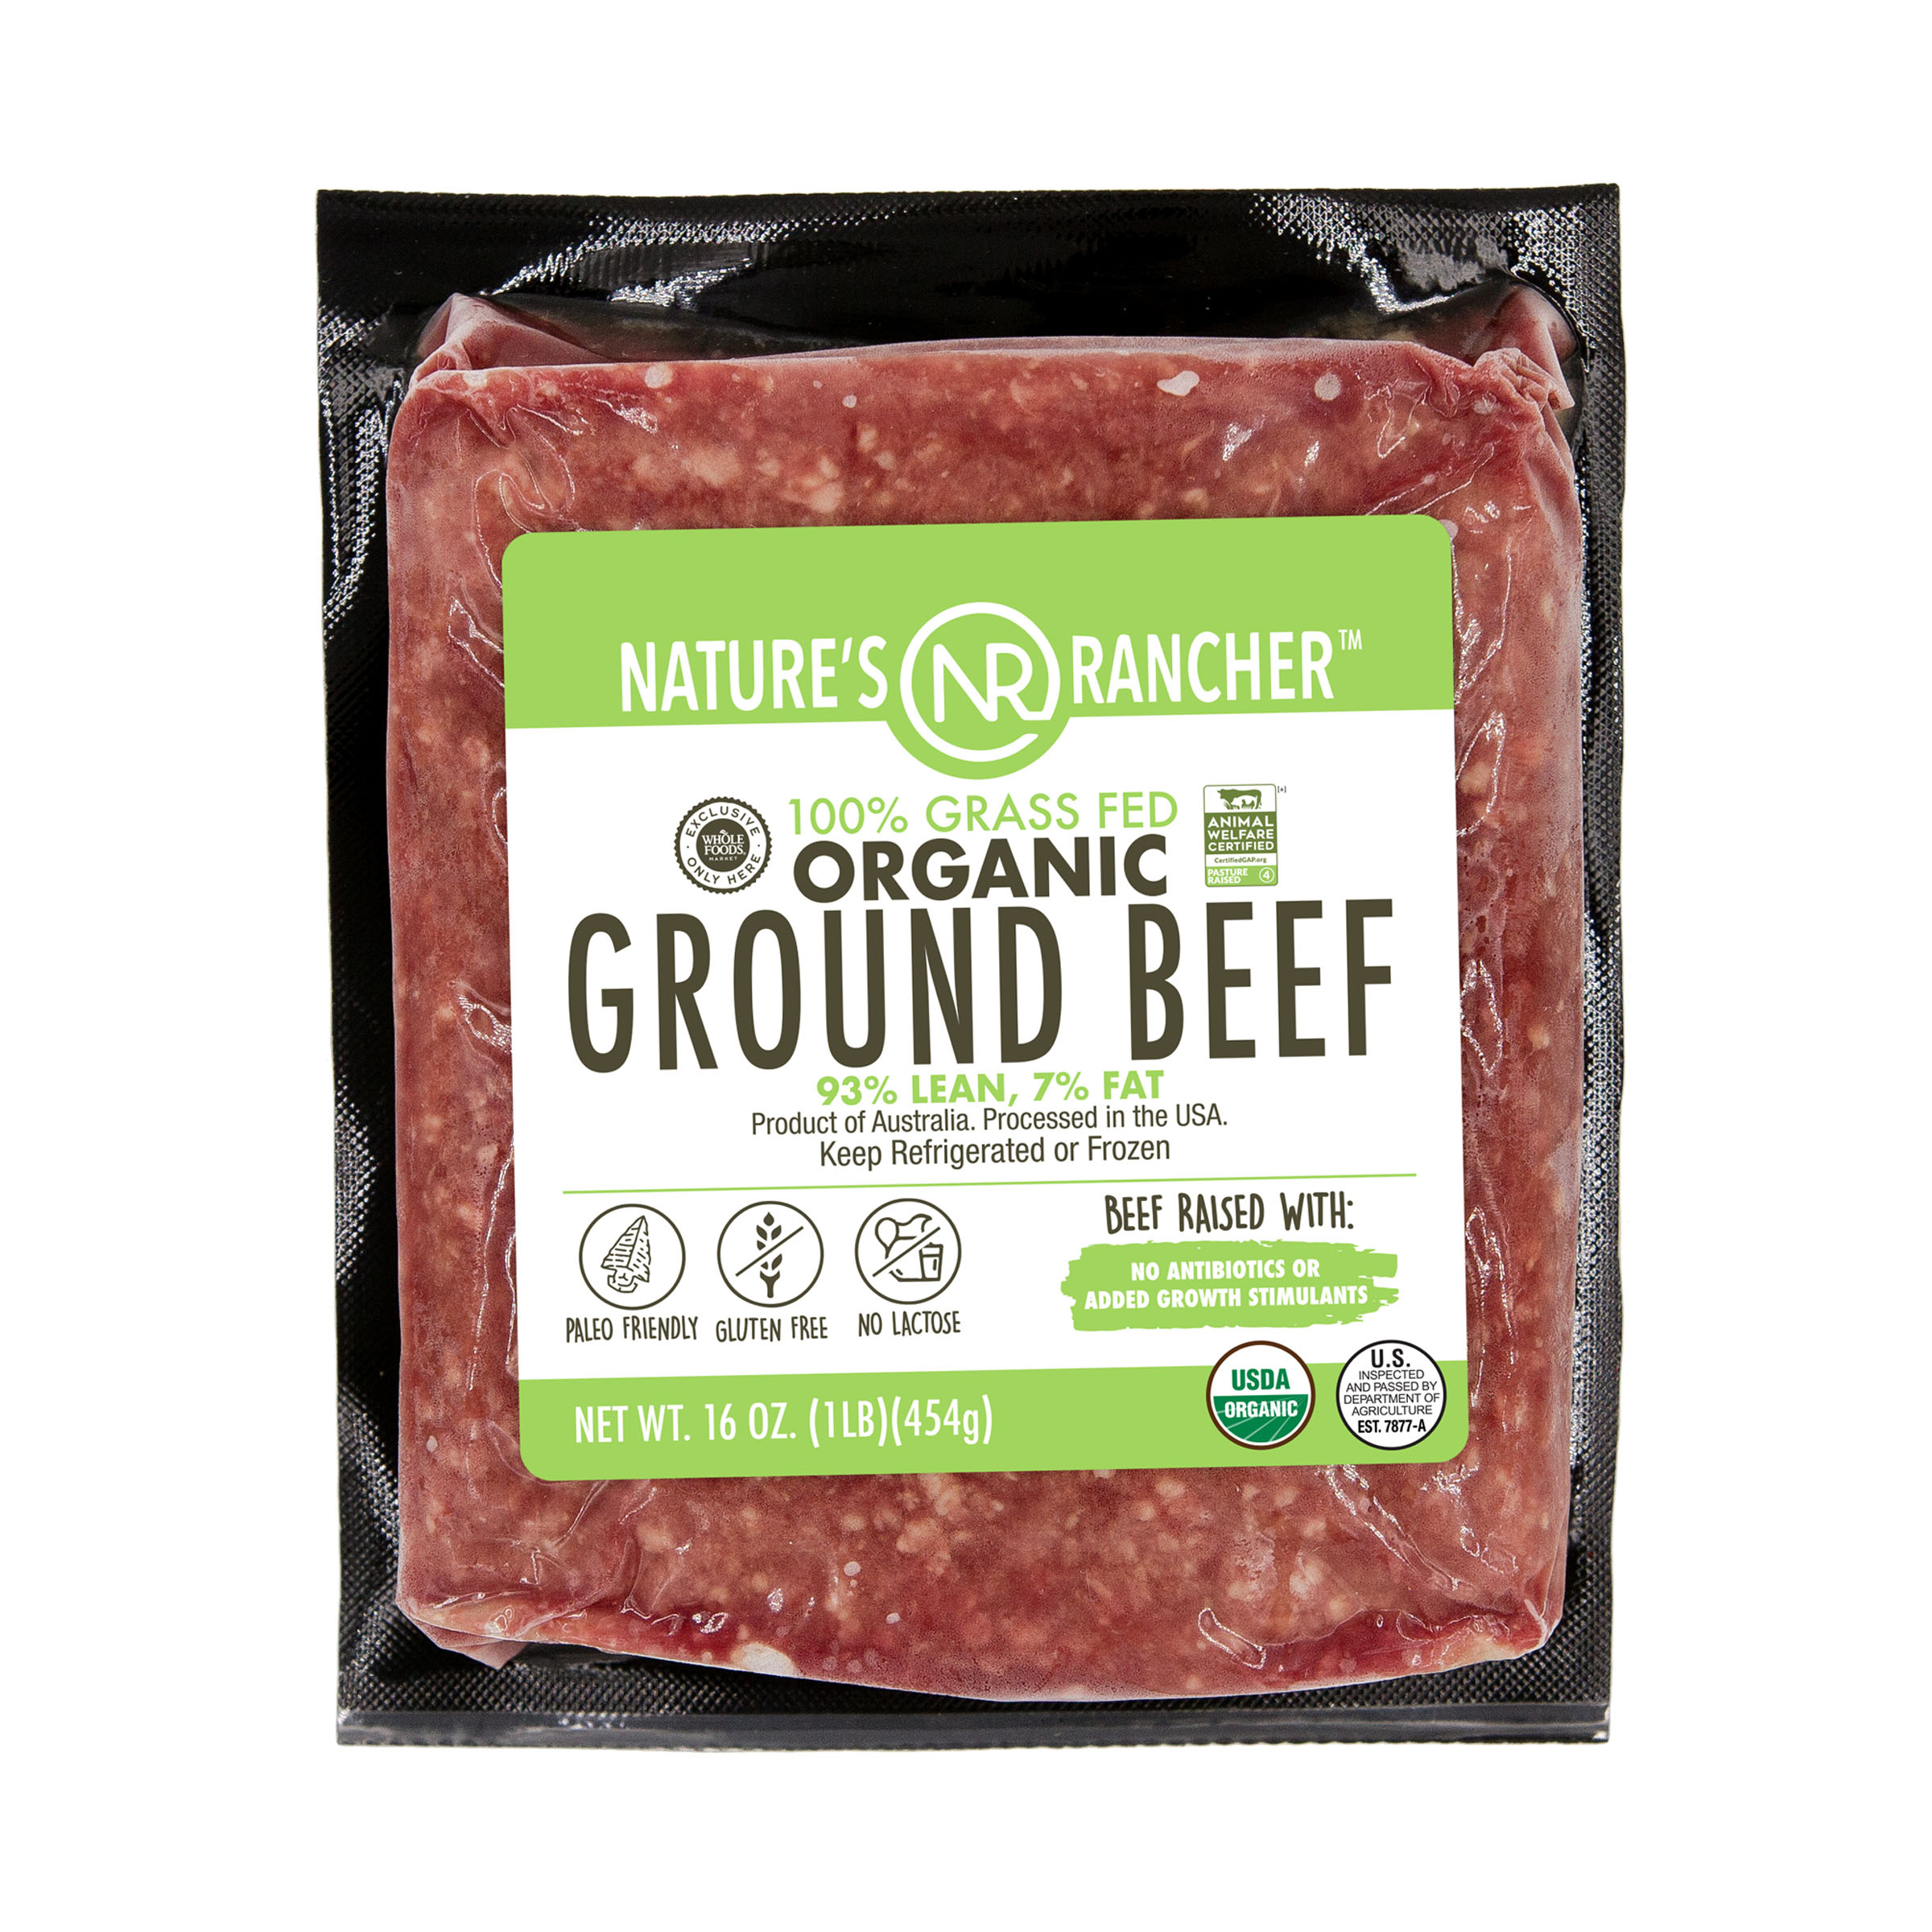 NATURE'S NR RANCHER™
EXCLUSIVE
WHOLE
FOODS
MARKET
ONLY HERE
100% GRASS FED
ORGANIC
GROUND BEEF
[+]
ANIMAL
WELFARE
CERTIFIED
CertifiedGAP.org
PASTURE
RAISED 4
93% LEAN, 7% FAT
Product of Australia. Processed in the USA.
Keep Refrigerated or Frozen
PALEO FRIENDLY
GLUTEN FREE
NO LACTOSE
BEEF RAISED WITH:
NO ANTIBIOTICS OR
ADDED GROWTH STIMULANTS
NET WT. 16 OZ. (1LB)(454g)
USDA
ORGANIC
U.S.
INSPECTED
AND PASSED BY
DEPARTMENT OF
AGRICULTURE
EST. 7877-A